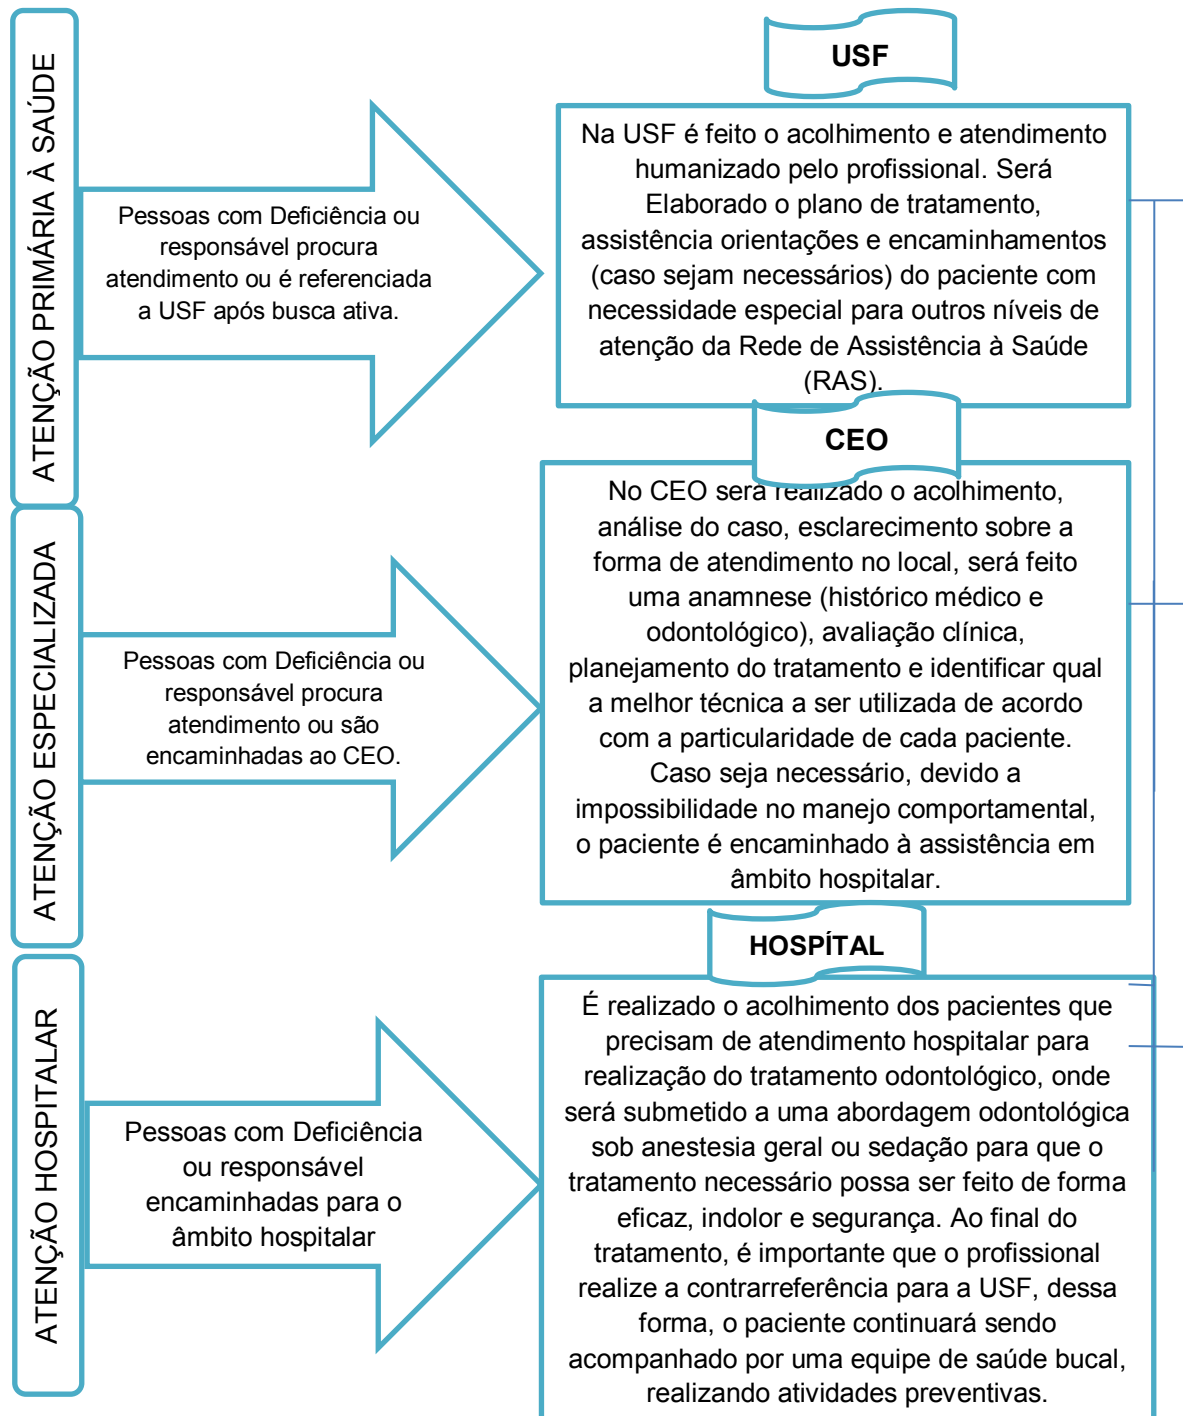 ATENÇÃO PRIMÁRIA À SAÚDE
Pessoas com Deficiência ou
responsável procura
atendimento ou é referenciada
a USF após busca ativa.
USF
Na USF é feito o acolhimento e atendimento
humanizado pelo profissional. Será
Elaborado o plano de tratamento,
assistência orientações e encaminhamentos
(caso sejam necessários) do paciente com
necessidade especial para outros níveis de
atenção da Rede de Assistência à Saúde
(RAS).
ATENÇÃO ESPECIALIZADA
Pessoas com Deficiência ou
responsável procura
atendimento ou são
encaminhadas ao CEO.
CEO
No CEO será realizado o acolhimento,
análise do caso, esclarecimento sobre a
forma de atendimento no local, será feito
uma anamnese (histórico médico e
odontológico), avaliação clínica,
planejamento do tratamento e identificar qual
a melhor técnica a ser utilizada de acordo
com a particularidade de cada paciente.
Caso seja necessário, devido a
impossibilidade no manejo comportamental,
o paciente é encaminhado à assistência em
âmbito hospitalar.
ATENÇÃO HOSPITALAR
Pessoas com Deficiência
ou responsável
encaminhadas para o
âmbito hospitalar
HOSPÍTAL
É realizado o acolhimento dos pacientes que
precisam de atendimento hospitalar para
realização do tratamento odontológico, onde
será submetido a uma abordagem odontológica
sob anestesia geral ou sedação para que o
tratamento necessário possa ser feito de forma
eficaz, indolor e segurança. Ao final do
tratamento, é importante que o profissional
realize a contrarreferência para a USF, dessa
forma, o paciente continuará sendo
acompanhado por uma equipe de saúde bucal,
realizando atividades preventivas.